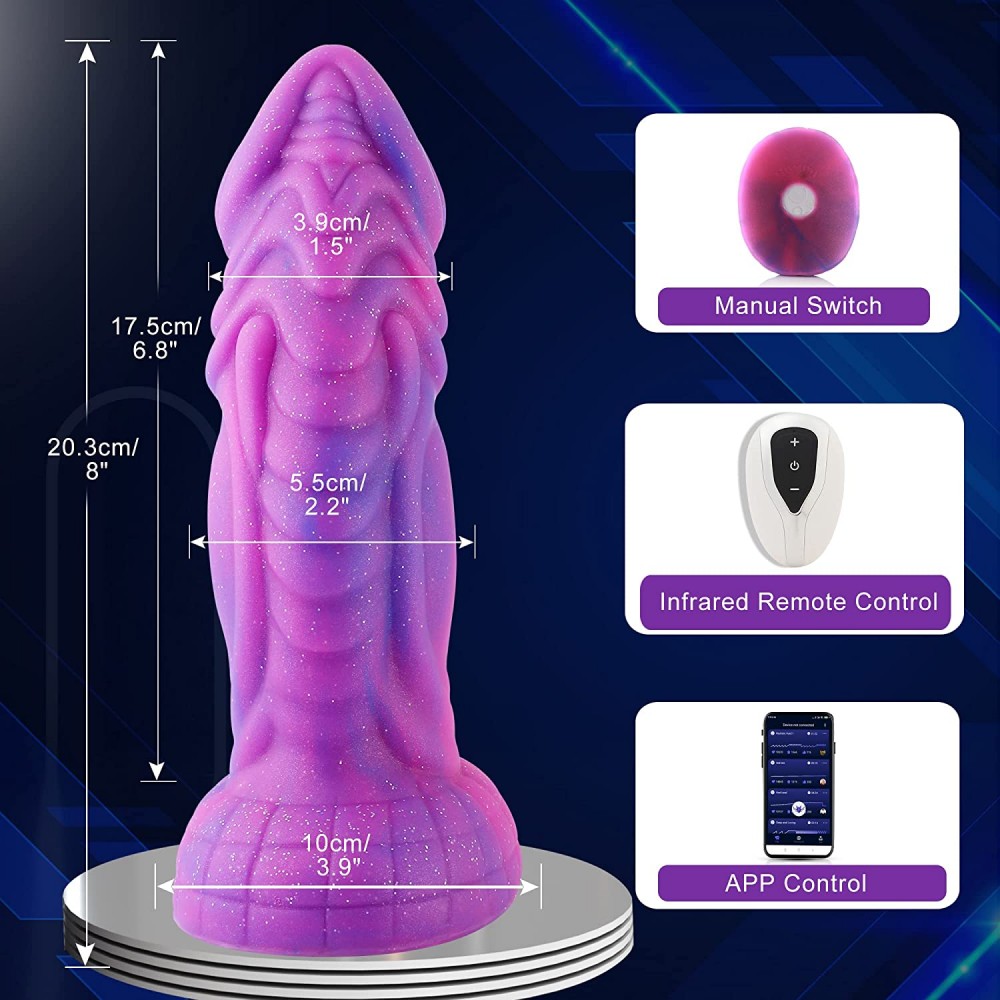 3.9cm/
1.5"
17.5cm/
6.8"
20.3cm/
8"
5.5cm/
2.2"
10cm/
3.9"
Manual Switch
Infrared Remote Control
APP Control